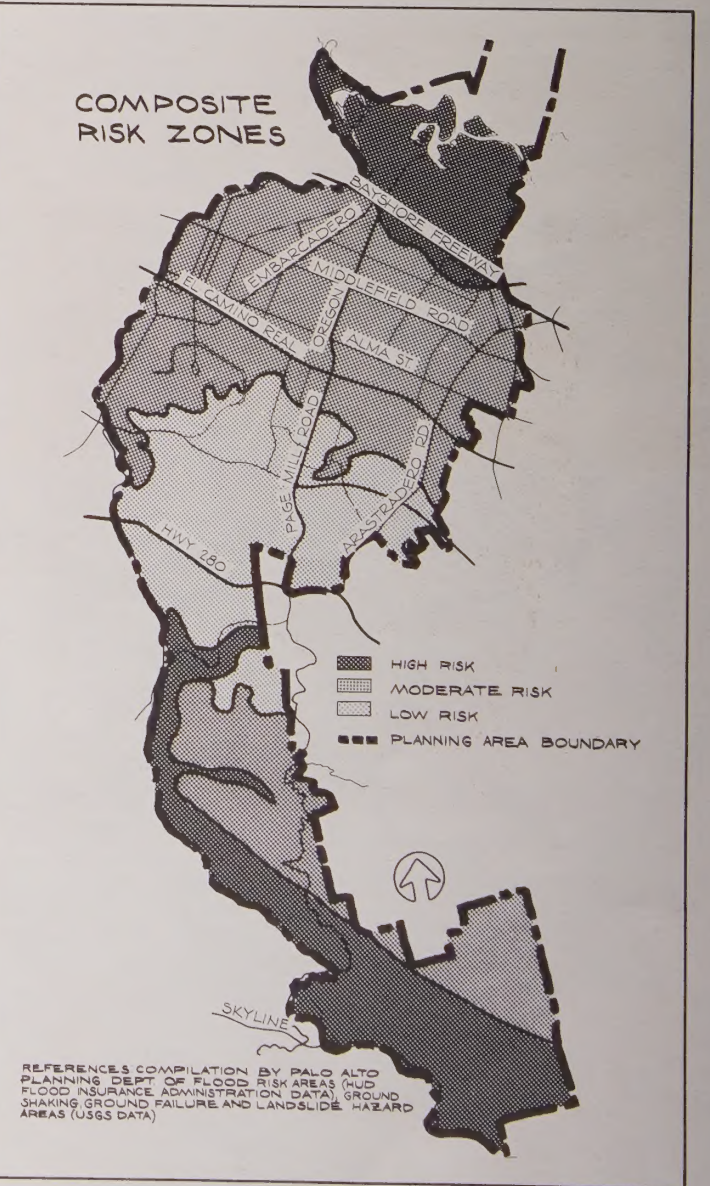 COMPOSITE
RISK ZONES
BAYSHORE FREEWAY
EMBARCADERO
MIDDLEFIELD ROAD
EL CAMINO REAL
OREGON
ALMA ST.
PAGE MILL ROAD
ARASTRADERO RD
HWY 280
HIGH RISK
MODERATE RISK
LOW RISK
PLANNING AREA BOUNDARY
SKYLINE
REFERENCES COMPILATION BY PALO ALTO
PLANNING DEPT OF FLOOD RISK AREAS (HUD
FLOOD INSURANCE ADMINISTRATION DATA), GROUND
SHAKING, GROUND FAILURE AND LANDSLIDE HAZARD
AREAS (USGS DATA)